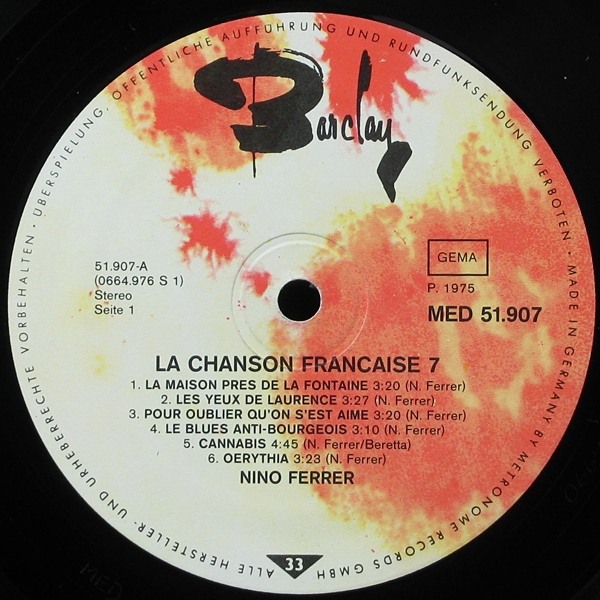 ALLE HERSTELLER- UND URHEBERRECHTE VORBEHALTEN · ÜBERSPIELUNG, ÖFFENTLICHE AUFFÜHRUNG UND RUNDFUNKSENDUNG VERBOTEN · MADE IN GERMANY BY METRONOME RECORDS GMBH
Barclay
51.907-A
(0664.976 S 1)
Stereo
Seite 1
GEMA
P. 1975
MED 51.907
LA CHANSON FRANCAISE 7
1. LA MAISON PRES DE LA FONTAINE 3:20 (N. Ferrer)
2. LES YEUX DE LAURENCE 3:27 (N. Ferrer)
3. POUR OUBLIER QU'ON S'EST AIME 3:20 (N. Ferrer)
4. LE BLUES ANTI-BOURGEOIS 3:10 (N. Ferrer)
5. CANNABIS 4:45 (N. Ferrer/Beretta)
6. OERYTHIA 3:23 (N. Ferrer)
NINO FERRER
33
MED